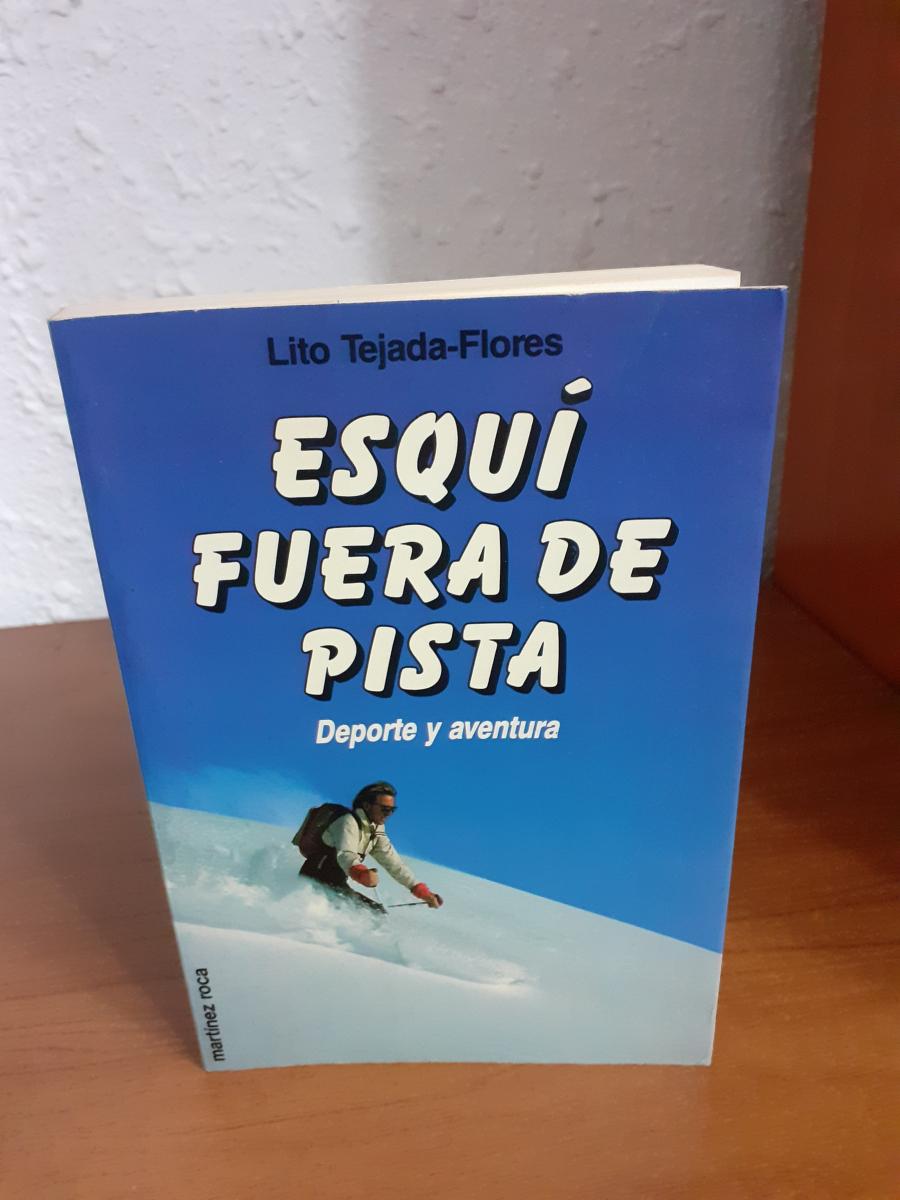 Lito Tejada-Flores
ESQUÍ
FUERA DE
PISTA
Deporte y aventura
martínez roca